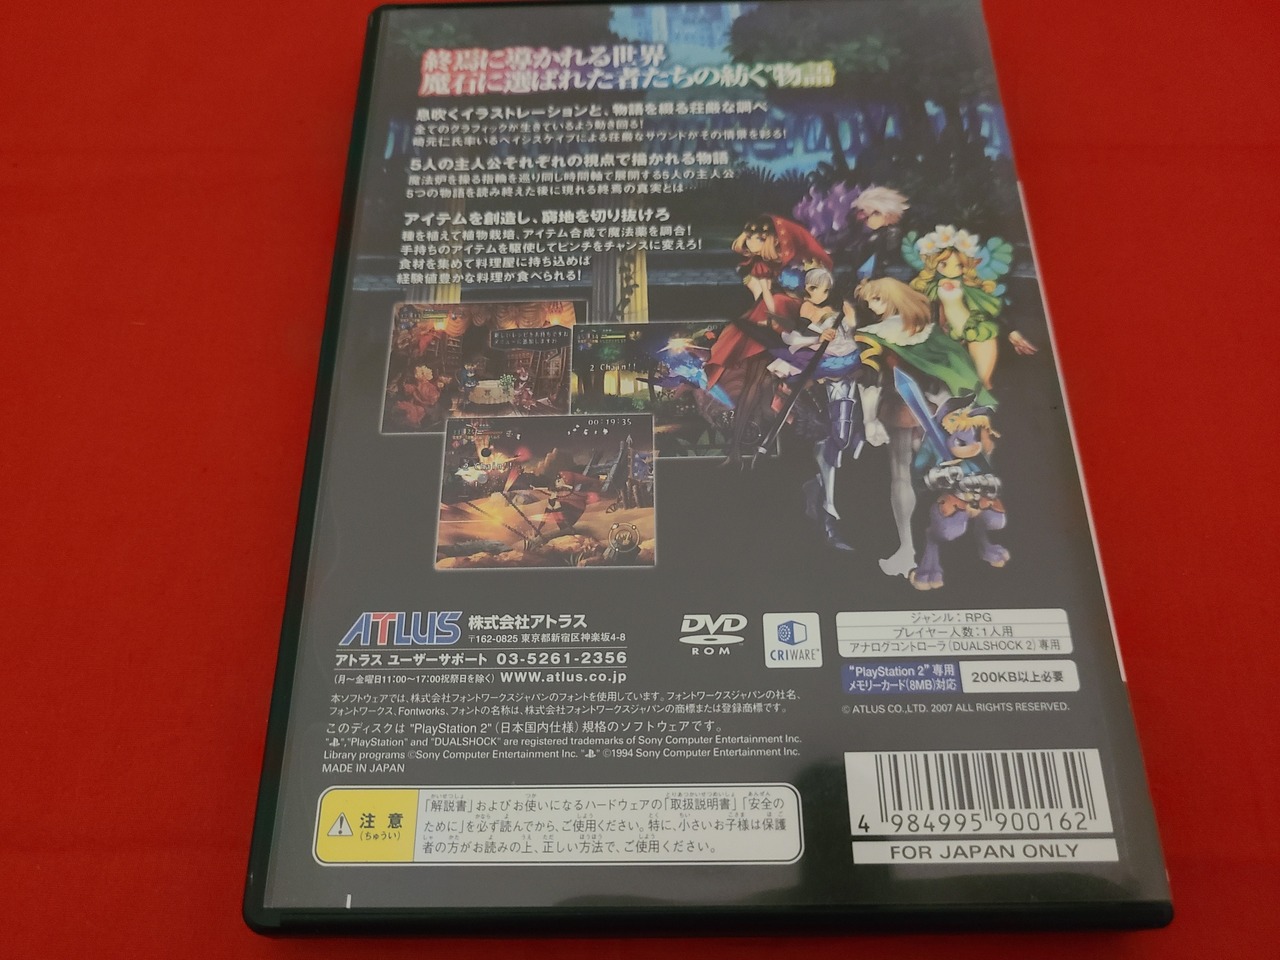 終焉に導かれる世界
魔石に選ばれた者たちの紡ぐ物語
息吹くイラストレーションと、物語を綴る荘厳な調べ
全てのグラフィックが生きているよう動き回る!
崎元仁氏率いるベイシスケイプによる荘厳なサウンドがその情景を彩る!
5人の主人公それぞれの視点で描かれる物語
魔法炉を操る指輪を巡り同じ時間軸で展開する5人の主人公
5つの物語を読み終えた後に現れる終焉の真実とは…
アイテムを創造し、窮地を切り抜けろ
種を植えて植物栽培、アイテム合成で魔法薬を調合!
手持ちのアイテムを駆使してピンチをチャンスに変えろ!
食材を集めて料理屋に持ち込めば
経験値豊かな料理が食べられる!
2 Chain!!
00:19:35
Chain!!
ATLUS 株式会社アトラス
〒162-0825 東京都新宿区神楽坂4-8
アトラス ユーザーサポート 03-5261-2356
(月〜金曜日11:00〜17:00祝祭日を除く) www.atlus.co.jp
DVD
ROM
CRIWARE™
ジャンル:RPG
プレイヤー人数:1人用
アナログコントローラ(DUALSHOCK 2)専用
"PlayStation 2"専用
メモリーカード(8MB)対応
200KB以上必要
© ATLUS CO.,LTD. 2007 ALL RIGHTS RESERVED.
本ソフトウェアでは、株式会社フォントワークスジャパンのフォントを使用しています。フォントワークスジャパンの社名、
フォントワークス、Fontworks、フォントの名称は、株式会社フォントワークスジャパンの商標または登録商標です。
このディスクは "PlayStation 2" (日本国内仕様) 規格のソフトウェアです。
" ","PlayStation" and "DUALSHOCK" are registered trademarks of Sony Computer Entertainment Inc.
Library programs ©Sony Computer Entertainment Inc. " " ©1994 Sony Computer Entertainment Inc.
MADE IN JAPAN
注意
(ちゅうい)
「解説書」およびお使いになるハードウェアの「取扱説明書」「安全の
ために」を必ず読んでから、ご使用ください。特に、小さいお子様は保護
者の方がお読みの上、正しい方法で、ご使用ください。
4 984995 900162
FOR JAPAN ONLY